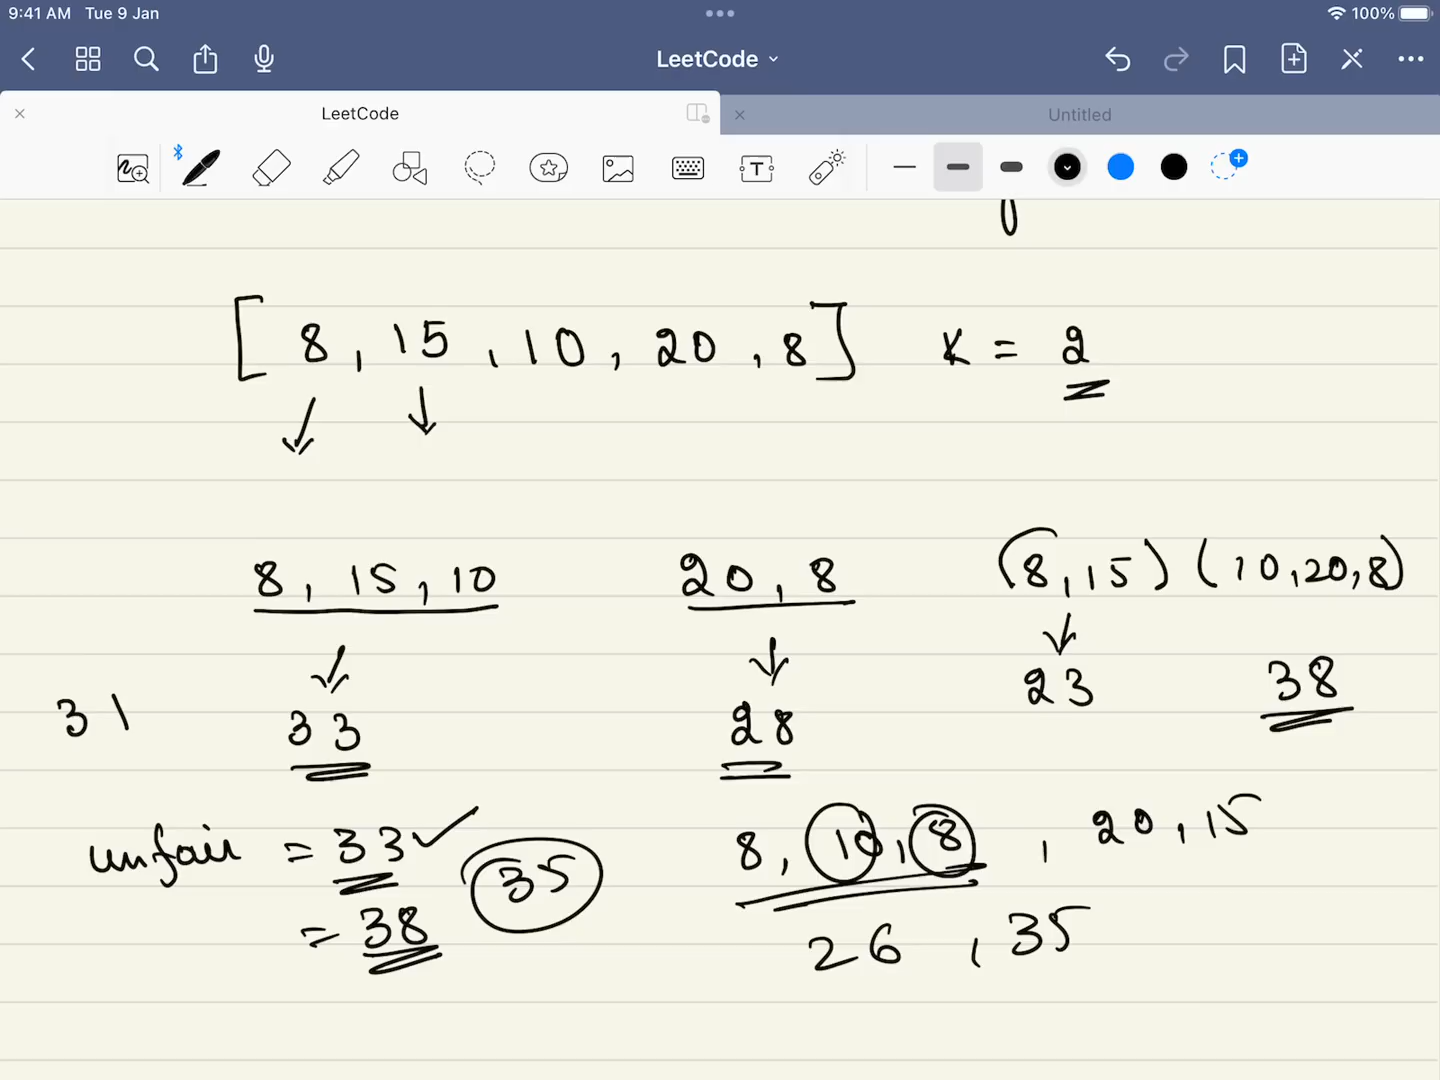 9:41 AM Tue 9 Jan 100%
LeetCode
LeetCode Untitled
T
[ 8, 15, 10, 20, 8 ] K = 2
8, 15, 10 20, 8 (8, 15) (10, 20, 8)
31 33 28 23 38
unfair = 33 35 8, 10, 8, 20, 15
= 38 26, 35